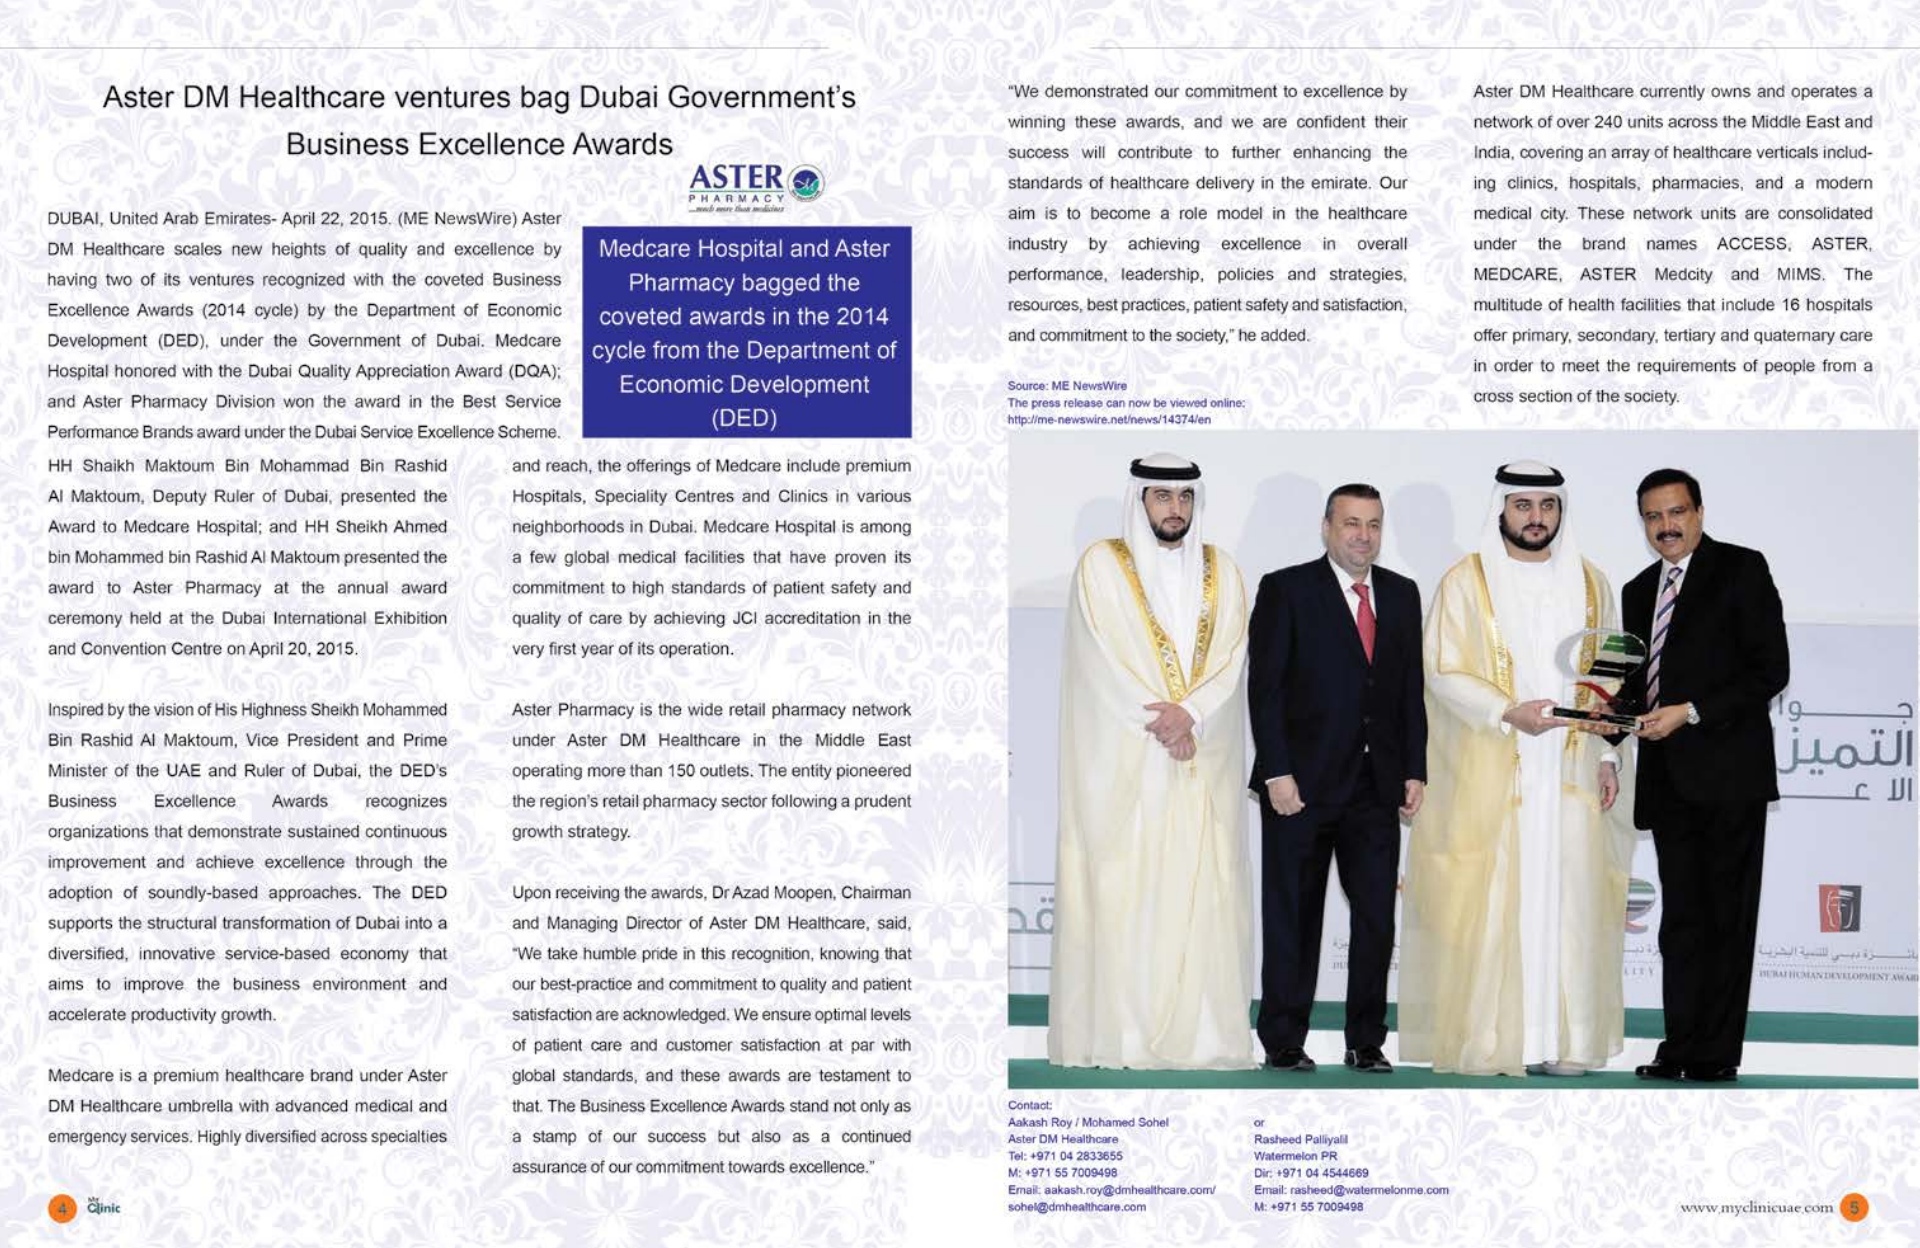 Aster DM Healthcare ventures bag Dubai Government's
Business Excellence Awards
ASTER
PHARMACY
...much more than medicines
DUBAI, United Arab Emirates- April 22, 2015. (ME NewsWire) Aster
DM Healthcare scales new heights of quality and excellence by
having two of its ventures recognized with the coveted Business
Excellence Awards (2014 cycle) by the Department of Economic
Development (DED), under the Government of Dubai. Medcare
Hospital honored with the Dubai Quality Appreciation Award (DQA);
and Aster Pharmacy Division won the award in the Best Service
Performance Brands award under the Dubai Service Excellence Scheme.
Medcare Hospital and Aster
Pharmacy bagged the
coveted awards in the 2014
cycle from the Department of
Economic Development
(DED)
HH Shaikh Maktoum Bin Mohammad Bin Rashid
Al Maktoum, Deputy Ruler of Dubai, presented the
Award to Medcare Hospital; and HH Sheikh Ahmed
bin Mohammed bin Rashid Al Maktoum presented the
award to Aster Pharmacy at the annual award
ceremony held at the Dubai International Exhibition
and Convention Centre on April 20, 2015.
Inspired by the vision of His Highness Sheikh Mohammed
Bin Rashid Al Maktoum, Vice President and Prime
Minister of the UAE and Ruler of Dubai, the DED's
Business Excellence Awards recognizes
organizations that demonstrate sustained continuous
improvement and achieve excellence through the
adoption of soundly-based approaches. The DED
supports the structural transformation of Dubai into a
diversified, innovative service-based economy that
aims to improve the business environment and
accelerate productivity growth.
Medcare is a premium healthcare brand under Aster
DM Healthcare umbrella with advanced medical and
emergency services. Highly diversified across specialties
and reach, the offerings of Medcare include premium
Hospitals, Speciality Centres and Clinics in various
neighborhoods in Dubai. Medcare Hospital is among
a few global medical facilities that have proven its
commitment to high standards of patient safety and
quality of care by achieving JCI accreditation in the
very first year of its operation.
Aster Pharmacy is the wide retail pharmacy network
under Aster DM Healthcare in the Middle East
operating more than 150 outlets. The entity pioneered
the region's retail pharmacy sector following a prudent
growth strategy.
Upon receiving the awards, Dr Azad Moopen, Chairman
and Managing Director of Aster DM Healthcare, said,
"We take humble pride in this recognition, knowing that
our best-practice and commitment to quality and patient
satisfaction are acknowledged. We ensure optimal levels
of patient care and customer satisfaction at par with
global standards, and these awards are testament to
that. The Business Excellence Awards stand not only as
a stamp of our success but also as a continued
assurance of our commitment towards excellence."
4 My Clinic
"We demonstrated our commitment to excellence by
winning these awards, and we are confident their
success will contribute to further enhancing the
standards of healthcare delivery in the emirate. Our
aim is to become a role model in the healthcare
industry by achieving excellence in overall
performance, leadership, policies and strategies,
resources, best practices, patient safety and satisfaction,
and commitment to the society," he added.
Source: ME NewsWire
The press release can now be viewed online:
http://me-newswire.net/news/14374/en
Aster DM Healthcare currently owns and operates a
network of over 240 units across the Middle East and
India, covering an array of healthcare verticals includ-
ing clinics, hospitals, pharmacies, and a modern
medical city. These network units are consolidated
under the brand names ACCESS, ASTER,
MEDCARE, ASTER Medcity and MIMS. The
multitude of health facilities that include 16 hospitals
offer primary, secondary, tertiary and quaternary care
in order to meet the requirements of people from a
cross section of the society.
التميز
DUBAI HUMAN DEVELOPMENT AWAR
Contact:
Aakash Roy / Mohamed Sohel
Aster DM Healthcare
Tel: +971 04 2833655
M: +971 55 7009498
Email: aakash.roy@dmhealthcare.com/
sohel@dmhealthcare.com
or
Rasheed Palliyalil
Watermelon PR
Dir: +971 04 4544669
Email: rasheed@watermelonme.com
M: +971 55 7009498
www.myclinicuae.com 5